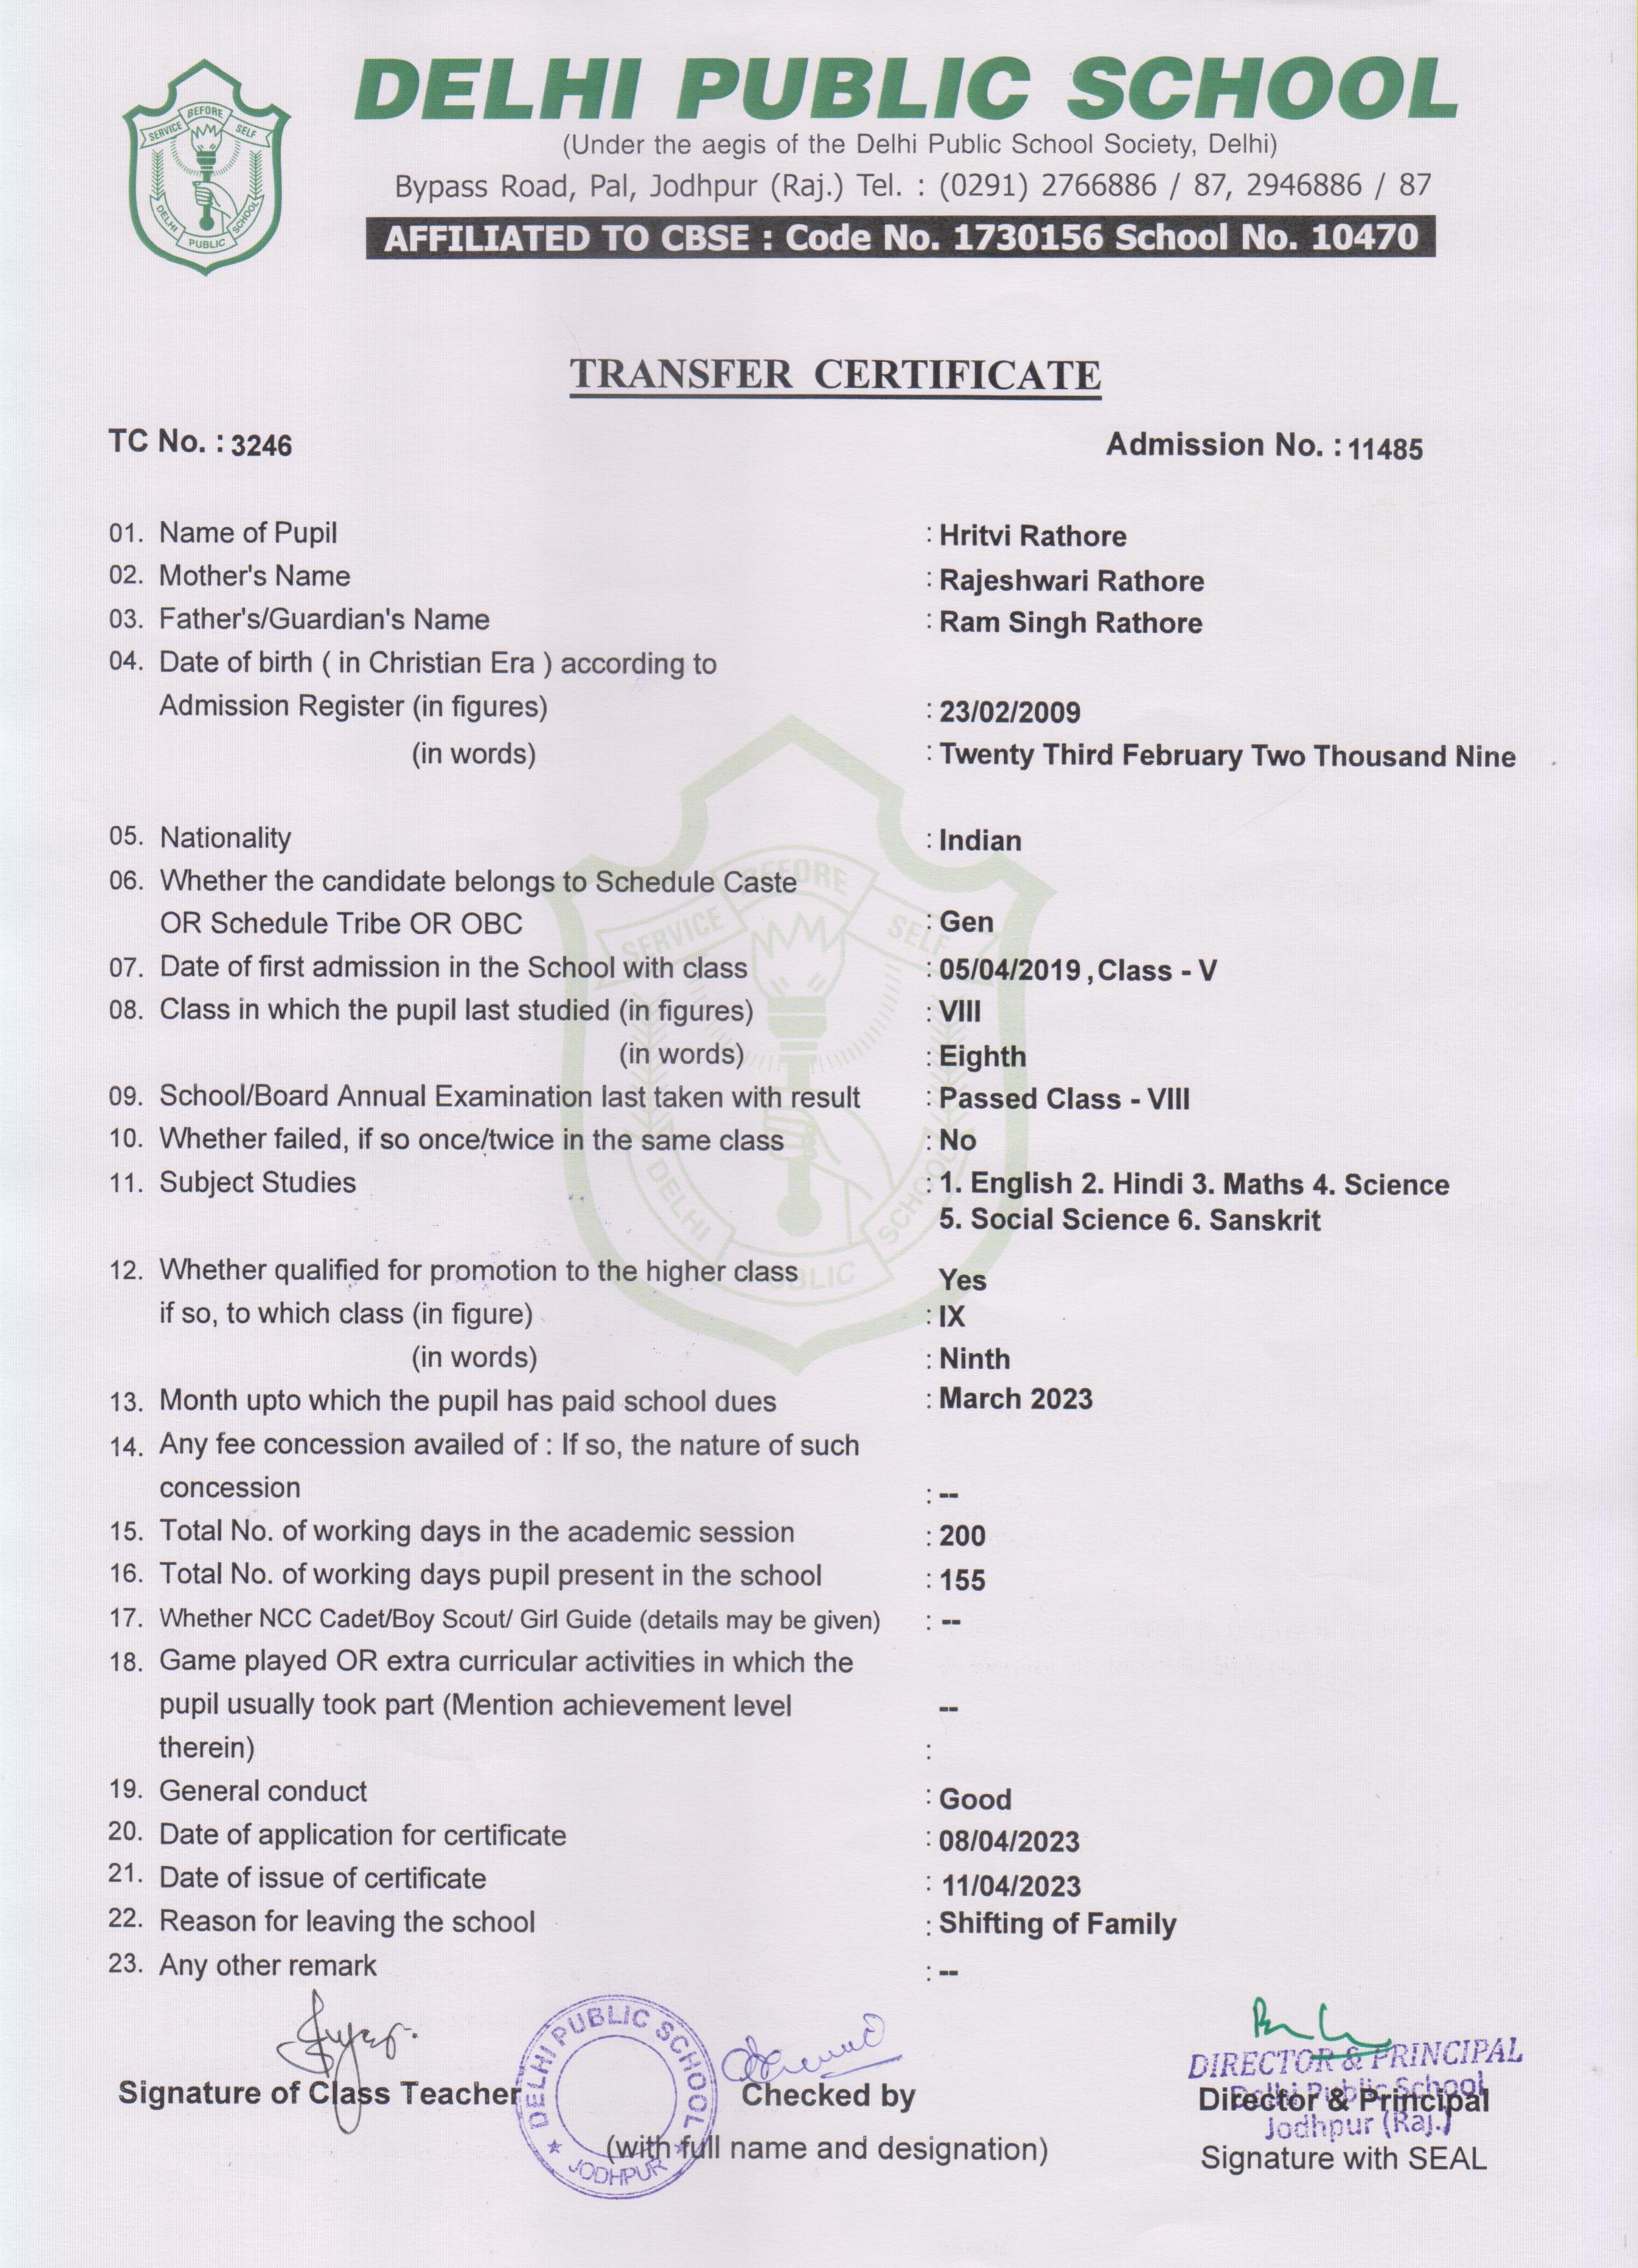 SERVICE BEFORE SELF
DELHI PUBLIC SCHOOL
DELHI PUBLIC SCHOOL
(Under the aegis of the Delhi Public School Society, Delhi)
Bypass Road, Pal, Jodhpur (Raj.) Tel. : (0291) 2766886 / 87, 2946886 / 87
AFFILIATED TO CBSE : Code No. 1730156 School No. 10470
TRANSFER CERTIFICATE
TC No. : 3246 Admission No. : 11485
01. Name of Pupil : Hritvi Rathore
02. Mother's Name : Rajeshwari Rathore
03. Father's/Guardian's Name : Ram Singh Rathore
04. Date of birth ( in Christian Era ) according to
Admission Register (in figures) : 23/02/2009
(in words) : Twenty Third February Two Thousand Nine
05. Nationality : Indian
06. Whether the candidate belongs to Schedule Caste
OR Schedule Tribe OR OBC : Gen
07. Date of first admission in the School with class : 05/04/2019 , Class - V
08. Class in which the pupil last studied (in figures) : VIII
(in words) : Eighth
09. School/Board Annual Examination last taken with result : Passed Class - VIII
10. Whether failed, if so once/twice in the same class : No
11. Subject Studies : 1. English 2. Hindi 3. Maths 4. Science
5. Social Science 6. Sanskrit
12. Whether qualified for promotion to the higher class Yes
if so, to which class (in figure) : IX
(in words) : Ninth
13. Month upto which the pupil has paid school dues : March 2023
14. Any fee concession availed of : If so, the nature of such
concession : --
15. Total No. of working days in the academic session : 200
16. Total No. of working days pupil present in the school : 155
17. Whether NCC Cadet/Boy Scout/ Girl Guide (details may be given) : --
18. Game played OR extra curricular activities in which the
pupil usually took part (Mention achievement level --
therein) :
19. General conduct : Good
20. Date of application for certificate : 08/04/2023
21. Date of issue of certificate : 11/04/2023
22. Reason for leaving the school : Shifting of Family
23. Any other remark : --
SERVICE BEFORE SELF
DELHI PUBLIC SCHOOL
DELHI PUBLIC SCHOOL
JODHPUR
DIRECTOR & PRINCIPAL
Delhi Public School
Jodhpur (Raj.)
Signature of Class Teacher Checked by Director & Principal
(with full name and designation) Signature with SEAL